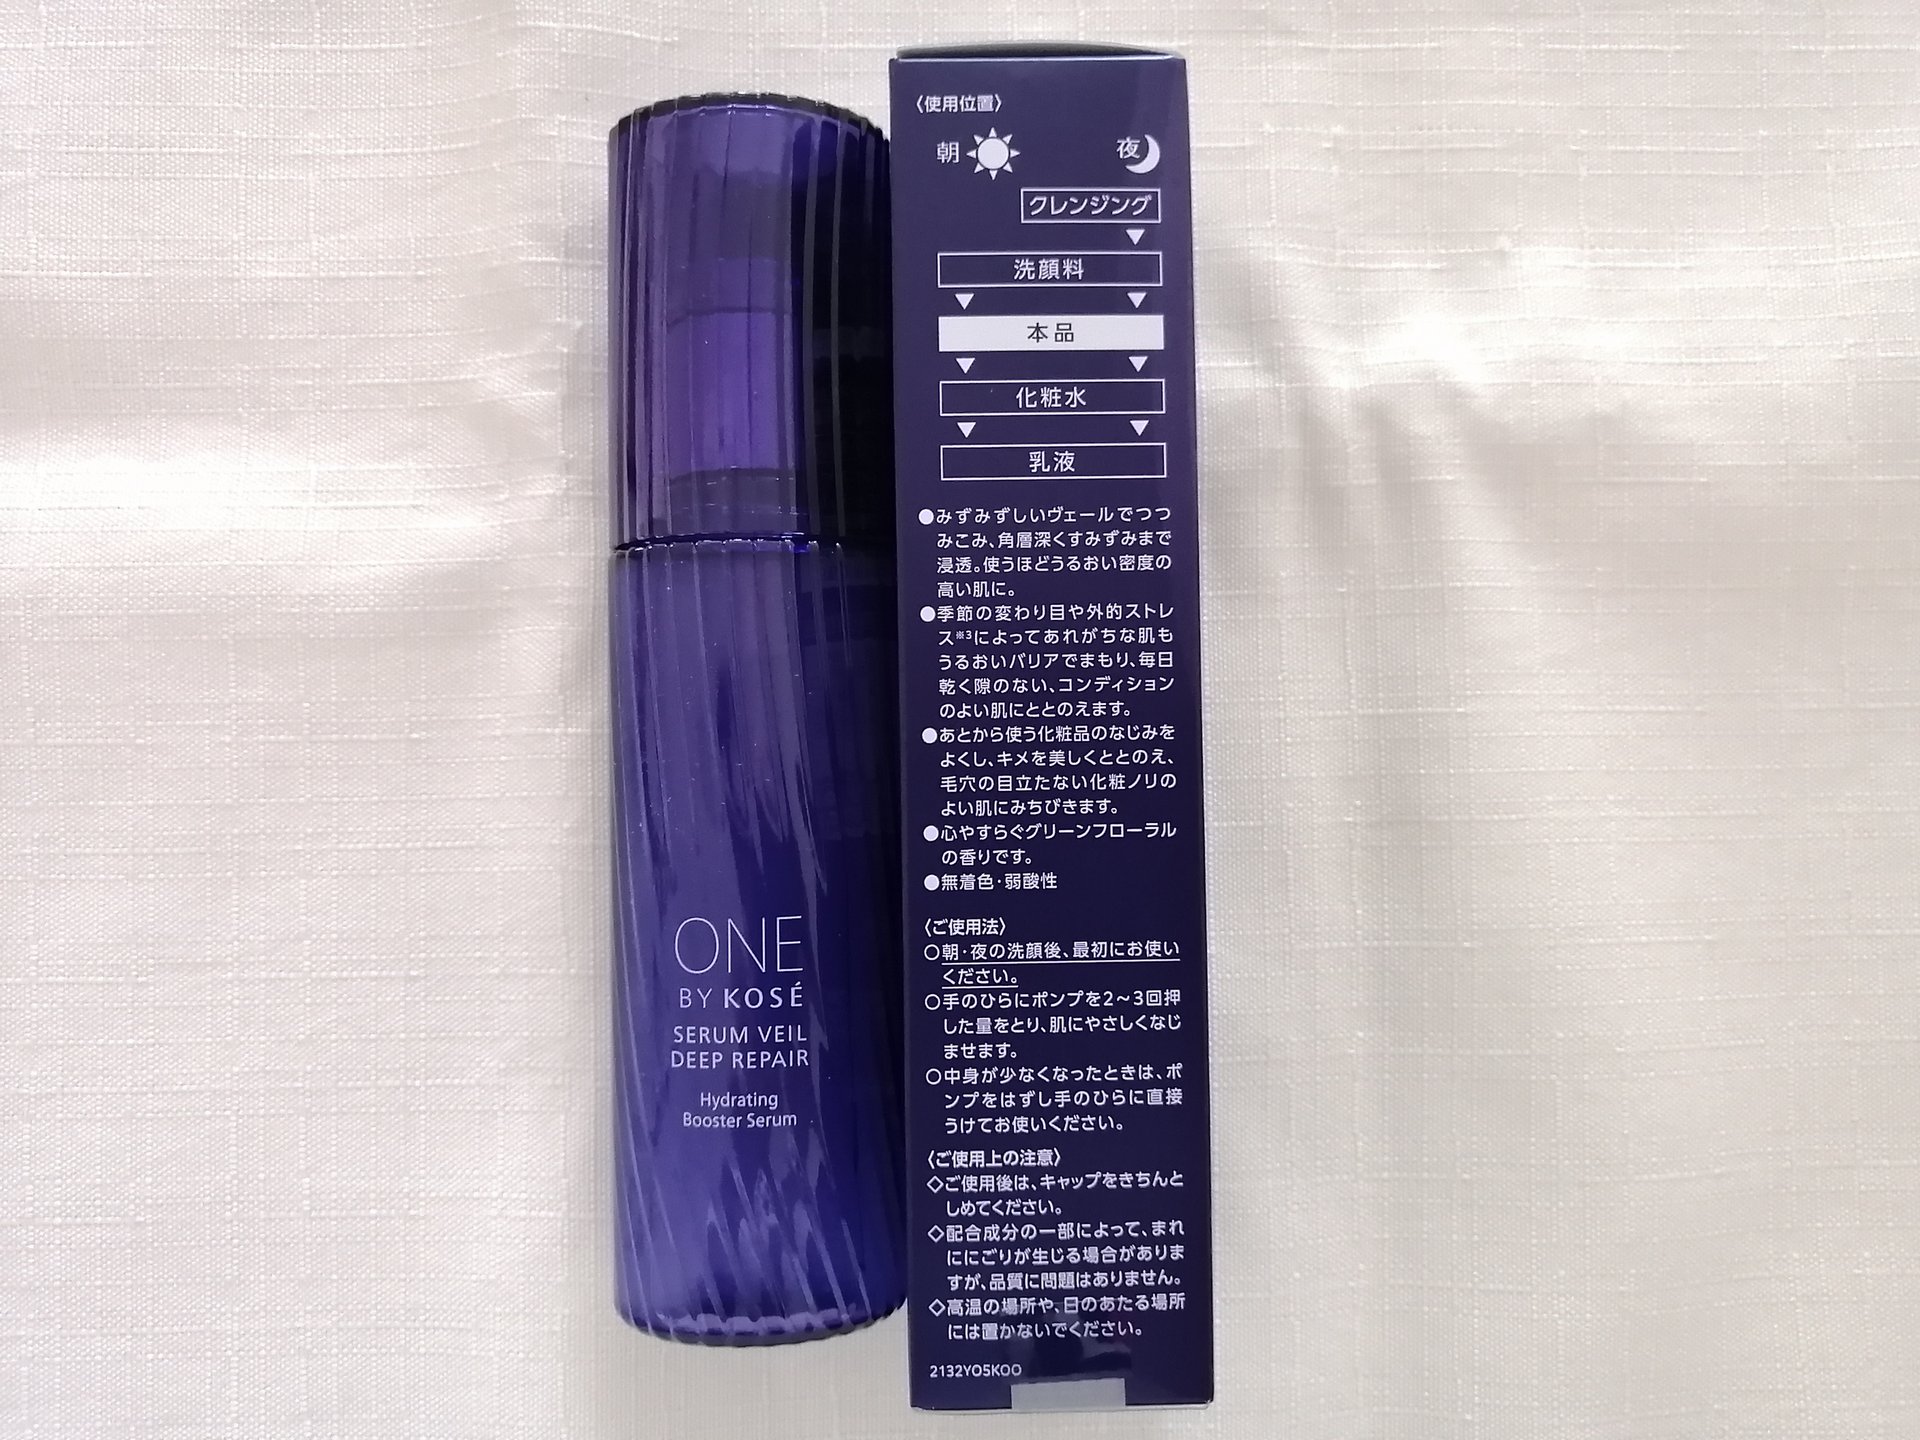 ONE
BY KOSÉ
SERUM VEIL
DEEP REPAIR
Hydrating
Booster Serum
〈使用位置〉
朝 夜
クレンジング
洗顔料
本品
化粧水
乳液
●みずみずしいヴェールでつつ
みこみ、角層深くすみずみまで
浸透。使うほどうるおい密度の
高い肌に。
●季節の変わり目や外的ストレ
ス※3によってあれがちな肌も
うるおいバリアでまもり、毎日
乾く隙のない、コンディション
のよい肌にととのえます。
●あとから使う化粧品のなじみを
よくし、キメを美しくととのえ、
毛穴の目立たない化粧ノリの
よい肌にみちびきます。
●心やすらぐグリーンフローラル
の香りです。
●無着色・弱酸性
〈ご使用法〉
○朝・夜の洗顔後、最初にお使い
ください。
○手のひらにポンプを2～3回押
した量をとり、肌にやさしくなじ
ませます。
○中身が少なくなったときは、ポ
ンプをはずし手のひらに直接
うけてお使いください。
〈ご使用上の注意〉
◇ご使用後は、キャップをきちんと
しめてください。
◇配合成分の一部によって、まれ
ににごりが生じる場合がありま
すが、品質に問題はありません。
◇高温の場所や、日のあたる場所
には置かないでください。
2132YO5KOO